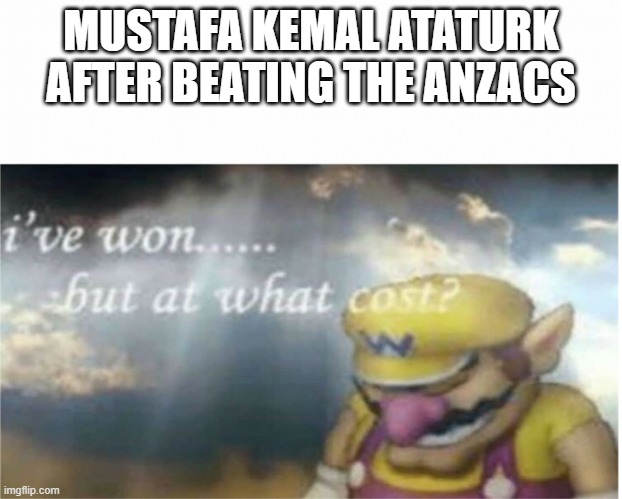 MUSTAFA KEMAL ATATURK
AFTER BEATING THE ANZACS
i've won......
but at what cost?
W
imgflip.com